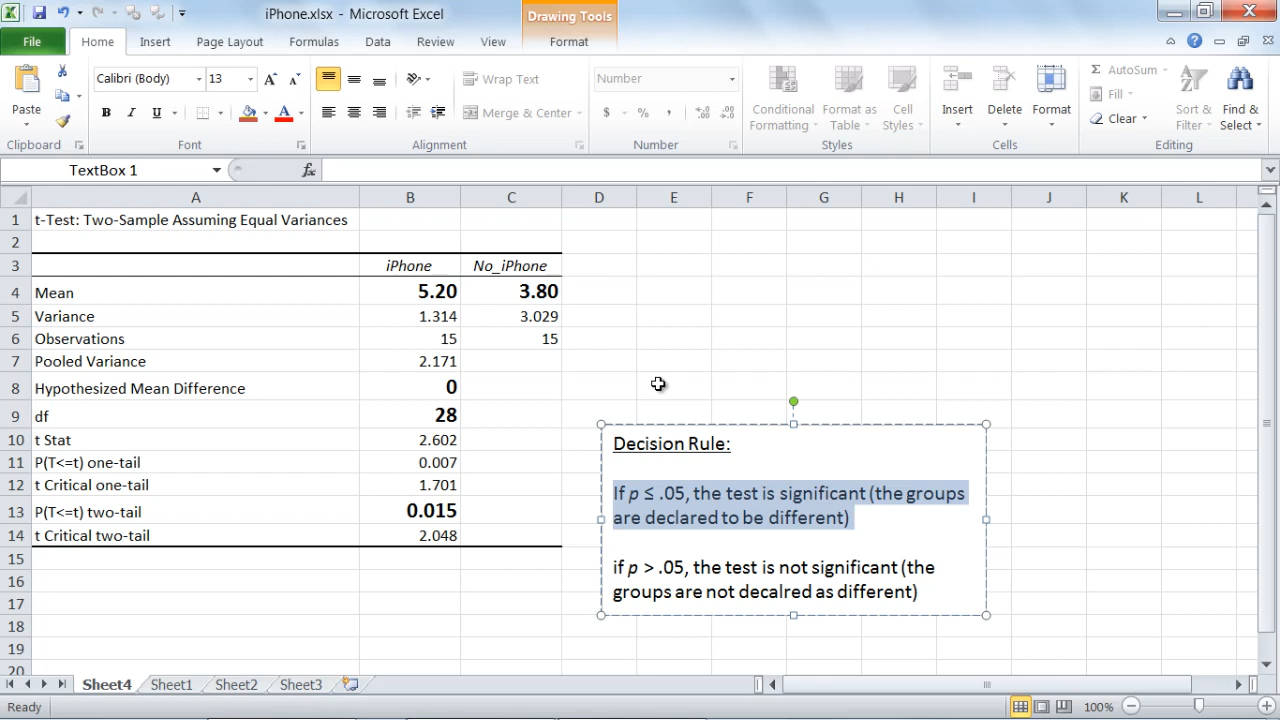 iPhone.xlsx - Microsoft Excel
Drawing Tools
File Home Insert Page Layout Formulas Data Review View Format
Calibri (Body) 13
Wrap Text
Number
Paste
B I U A
Merge & Center
$ % ,
Conditional Formatting
Format as Table
Cell Styles
Insert Delete Format
AutoSum
Fill
Clear
Sort & Filter
Find & Select
Clipboard Font Alignment Number Styles Cells Editing
TextBox 1 fx
A B C D E F G H I J K L
1 t-Test: Two-Sample Assuming Equal Variances
2
3 iPhone No_iPhone
4 Mean 5.20 3.80
5 Variance 1.314 3.029
6 Observations 15 15
7 Pooled Variance 2.171
8 Hypothesized Mean Difference 0
9 df 28
10 t Stat 2.602
11 P(T<=t) one-tail 0.007
12 t Critical one-tail 1.701
13 P(T<=t) two-tail 0.015
14 t Critical two-tail 2.048
15
16
17
18
19
20
Decision Rule:
If p ≤ .05, the test is significant (the groups
are declared to be different)
if p > .05, the test is not significant (the
groups are not decalred as different)
Sheet4 Sheet1 Sheet2 Sheet3
Ready 100%